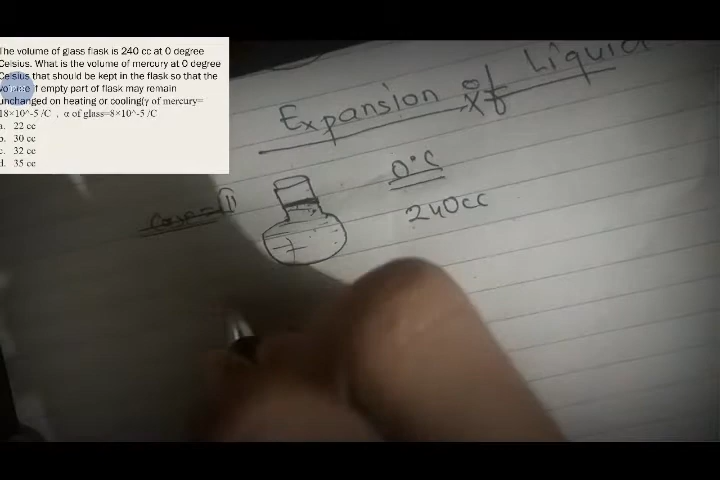 The volume of glass flask is 240 cc at 0 degree
Celsius. What is the volume of mercury at 0 degree
Celsius that should be kept in the flask so that the
volume of empty part of flask may remain
unchanged on heating or cooling(γ of mercury=
18×10^-5 /C , α of glass=8×10^-5 /C
a. 22 cc
b. 30 cc
c. 32 cc
d. 35 cc
Expansion of Liquid
0°C
240cc